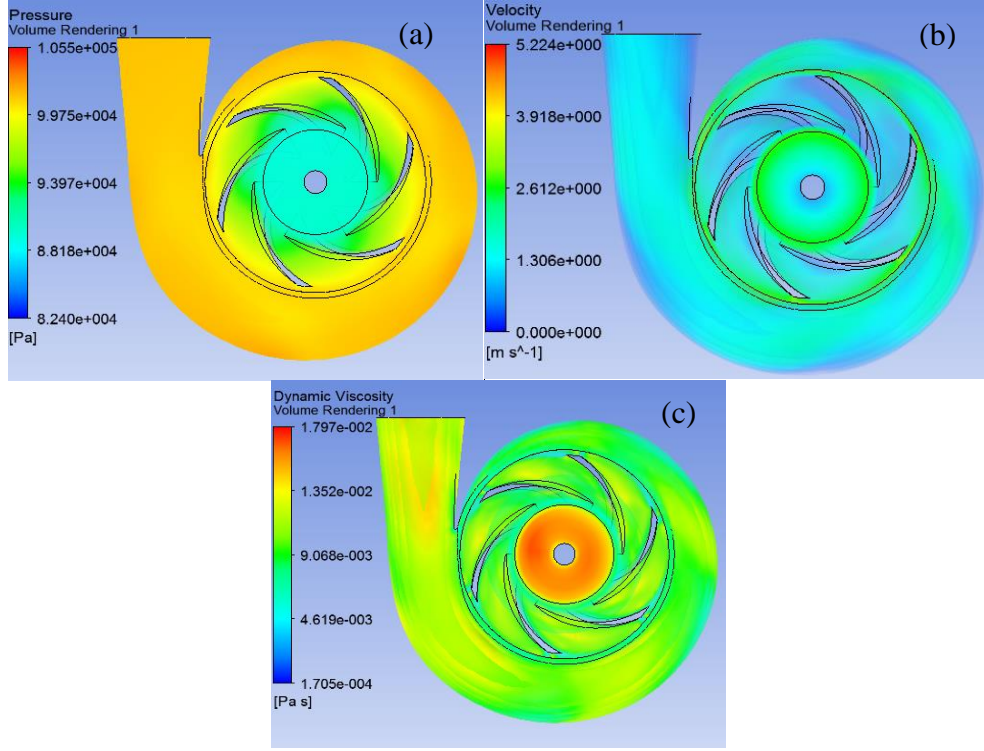 Pressure
Volume Rendering 1
(a)
1.055e+005
9.975e+004
9.397e+004
8.818e+004
8.240e+004
[Pa]
Velocity
Volume Rendering 1
(b)
5.224e+000
3.918e+000
2.612e+000
1.306e+000
0.000e+000
[m s^-1]
Dynamic Viscosity
Volume Rendering 1
(c)
1.797e-002
1.352e-002
9.068e-003
4.619e-003
1.705e-004
[Pa s]